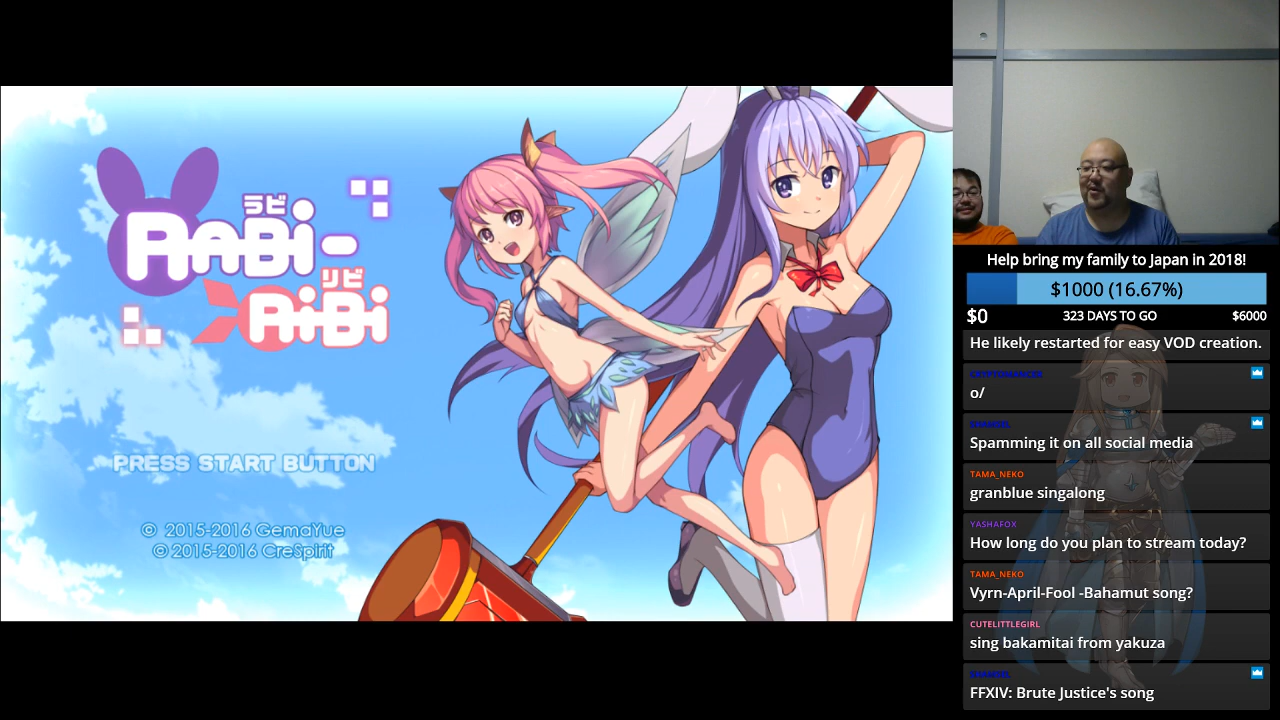 ラビ
RABi-
リビ
RiBi
PRESS START BUTTON
© 2015-2016 GemaYue
© 2015-2016 CreSpirit
Help bring my family to Japan in 2018!
$1000 (16.67%)
$0 323 DAYS TO GO $6000
He likely restarted for easy VOD creation.
o/
Spamming it on all social media
TAMA_NEKO
granblue singalong
YASHAFOX
How long do you plan to stream today?
TAMA_NEKO
Vyrn-April-Fool -Bahamut song?
CUTELITTLEGIRL
sing bakamitai from yakuza
FFXIV: Brute Justice's song